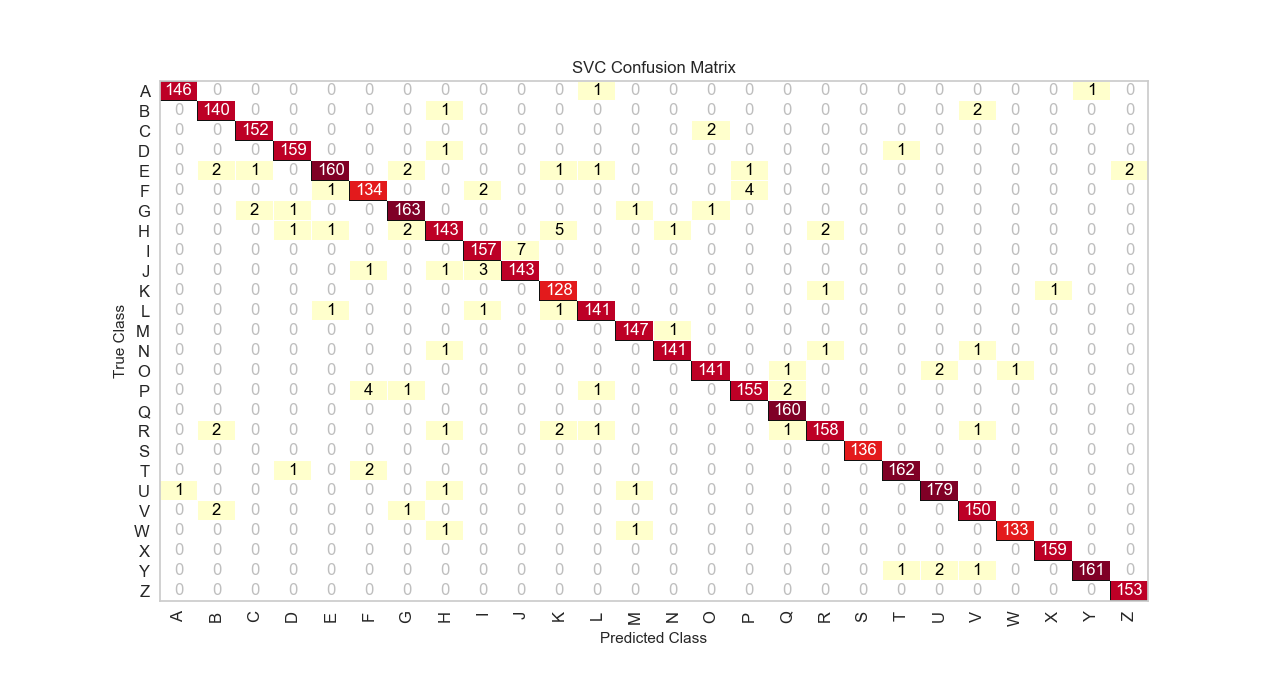 SVC Confusion Matrix
A 146 0 0 0 0 0 0 0 0 0 0 1 0 0 0 0 0 0 0 0 0 0 0 0 1 0
B 0 140 0 0 0 0 0 1 0 0 0 0 0 0 0 0 0 0 0 0 0 2 0 0 0 0
C 0 0 152 0 0 0 0 0 0 0 0 0 0 0 2 0 0 0 0 0 0 0 0 0 0 0
D 0 0 0 159 0 0 0 1 0 0 0 0 0 0 0 0 0 0 0 1 0 0 0 0 0 0
E 0 2 1 0 160 0 2 0 0 0 1 1 0 0 0 1 0 0 0 0 0 0 0 0 0 2
F 0 0 0 0 1 134 0 0 2 0 0 0 0 0 0 4 0 0 0 0 0 0 0 0 0 0
G 0 0 2 1 0 0 163 0 0 0 0 0 1 0 1 0 0 0 0 0 0 0 0 0 0 0
H 0 0 0 1 1 0 2 143 0 0 5 0 0 1 0 0 0 2 0 0 0 0 0 0 0 0
I 0 0 0 0 0 0 0 0 157 7 0 0 0 0 0 0 0 0 0 0 0 0 0 0 0 0
J 0 0 0 0 0 1 0 1 3 143 0 0 0 0 0 0 0 0 0 0 0 0 0 0 0 0
K 0 0 0 0 0 0 0 0 0 0 128 0 0 0 0 0 0 1 0 0 0 0 0 1 0 0
L 0 0 0 0 1 0 0 0 1 0 1 141 0 0 0 0 0 0 0 0 0 0 0 0 0 0
M 0 0 0 0 0 0 0 0 0 0 0 0 147 1 0 0 0 0 0 0 0 0 0 0 0 0
N 0 0 0 0 0 0 0 1 0 0 0 0 0 141 0 0 0 1 0 0 0 1 0 0 0 0
O 0 0 0 0 0 0 0 0 0 0 0 0 0 0 141 0 1 0 0 0 2 0 1 0 0 0
P 0 0 0 0 0 4 1 0 0 0 0 1 0 0 0 155 2 0 0 0 0 0 0 0 0 0
Q 0 0 0 0 0 0 0 0 0 0 0 0 0 0 0 0 160 0 0 0 0 0 0 0 0 0
R 0 2 0 0 0 0 0 1 0 0 2 1 0 0 0 0 1 158 0 0 0 1 0 0 0 0
S 0 0 0 0 0 0 0 0 0 0 0 0 0 0 0 0 0 0 136 0 0 0 0 0 0 0
T 0 0 0 1 0 2 0 0 0 0 0 0 0 0 0 0 0 0 0 162 0 0 0 0 0 0
U 1 0 0 0 0 0 0 1 0 0 0 0 1 0 0 0 0 0 0 0 179 0 0 0 0 0
V 0 2 0 0 0 0 1 0 0 0 0 0 0 0 0 0 0 0 0 0 0 150 0 0 0 0
W 0 0 0 0 0 0 0 1 0 0 0 0 1 0 0 0 0 0 0 0 0 0 133 0 0 0
X 0 0 0 0 0 0 0 0 0 0 0 0 0 0 0 0 0 0 0 0 0 0 0 159 0 0
Y 0 0 0 0 0 0 0 0 0 0 0 0 0 0 0 0 0 0 0 1 2 1 0 0 161 0
Z 0 0 0 0 0 0 0 0 0 0 0 0 0 0 0 0 0 0 0 0 0 0 0 0 0 153
True Class
A B C D E F G H I J K L M N O P Q R S T U V W X Y Z
Predicted Class